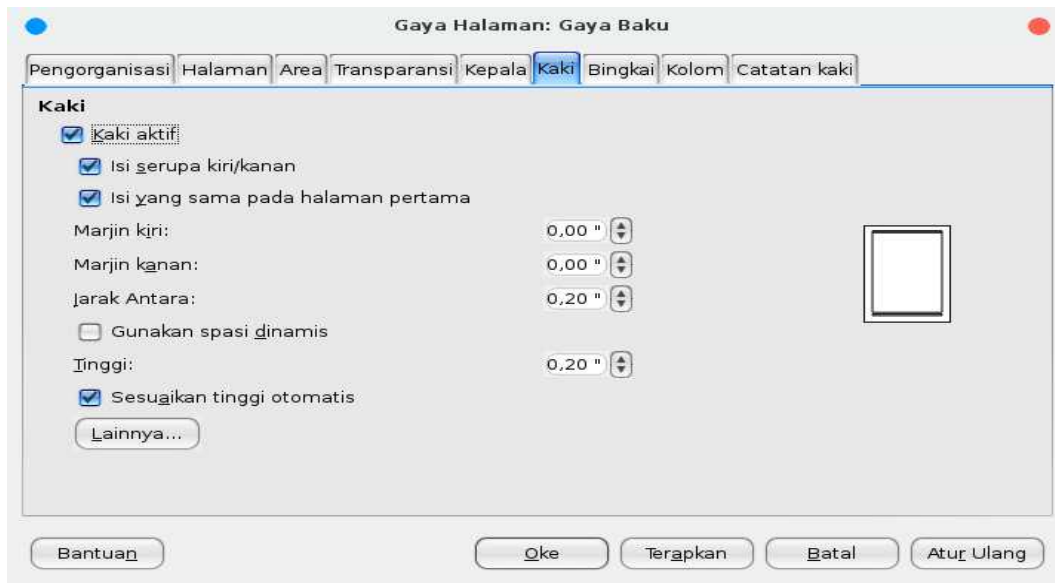 Gaya Halaman: Gaya Baku
Pengorganisasi Halaman Area Transparansi Kepala Kaki Bingkai Kolom Catatan kaki
Kaki
Kaki aktif
Isi serupa kiri/kanan
Isi yang sama pada halaman pertama
Marjin kiri: 0,00 "
Marjin kanan: 0,00 "
Jarak Antara: 0,20 "
Gunakan spasi dinamis
Tinggi: 0,20 "
Sesuaikan tinggi otomatis
Lainnya...
Bantuan Oke Terapkan Batal Atur Ulang